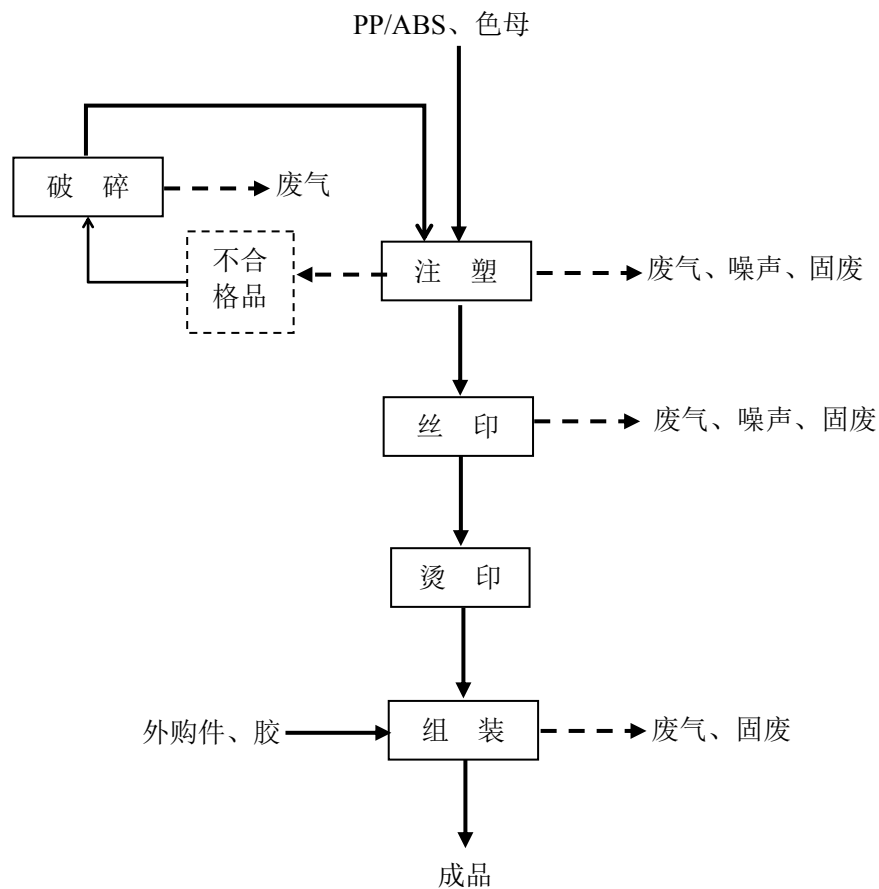 PP/ABS、色母
破 碎
废气
不合
格品
注 塑
废气、噪声、固废
丝 印
废气、噪声、固废
烫 印
外购件、胶
组 装
废气、固废
成品